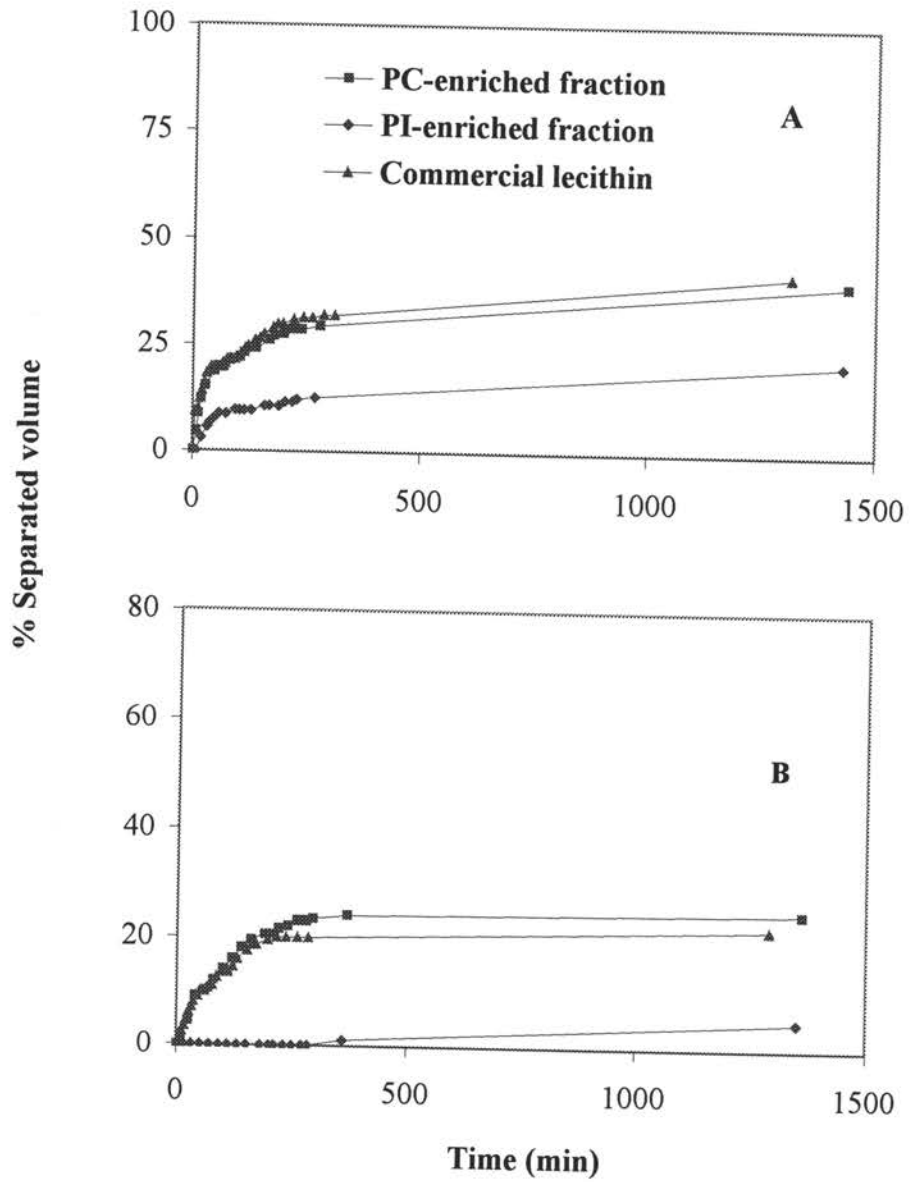 100
75
50
25
0
PC-enriched fraction
PI-enriched fraction
Commercial lecithin
A
0
500
1000
1500
% Separated volume
80
60
40
20
0
B
0
500
1000
1500
Time (min)